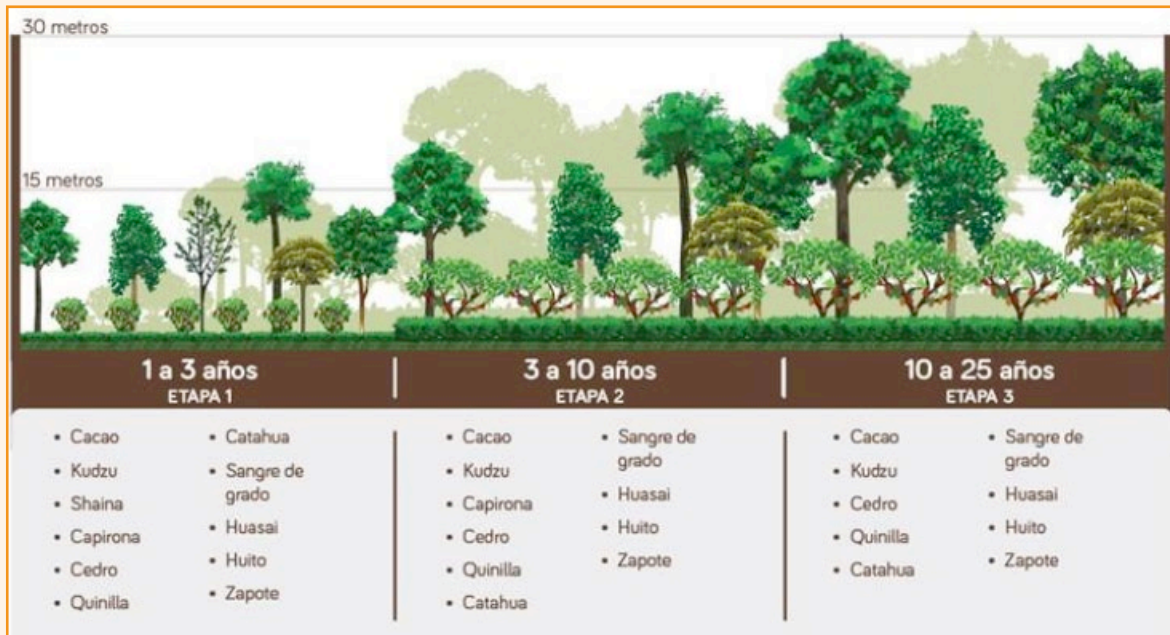 30 metros
15 metros
1 a 3 años
ETAPA 1
3 a 10 años
ETAPA 2
10 a 25 años
ETAPA 3
• Cacao
• Kudzu
• Shaina
• Capirona
• Cedro
• Quinilla
• Catahua
• Sangre de
grado
• Huasai
• Huito
• Zapote
• Cacao
• Kudzu
• Capirona
• Cedro
• Quinilla
• Catahua
• Sangre de
grado
• Huasai
• Huito
• Zapote
• Cacao
• Kudzu
• Cedro
• Quinilla
• Catahua
• Sangre de
grado
• Huasai
• Huito
• Zapote